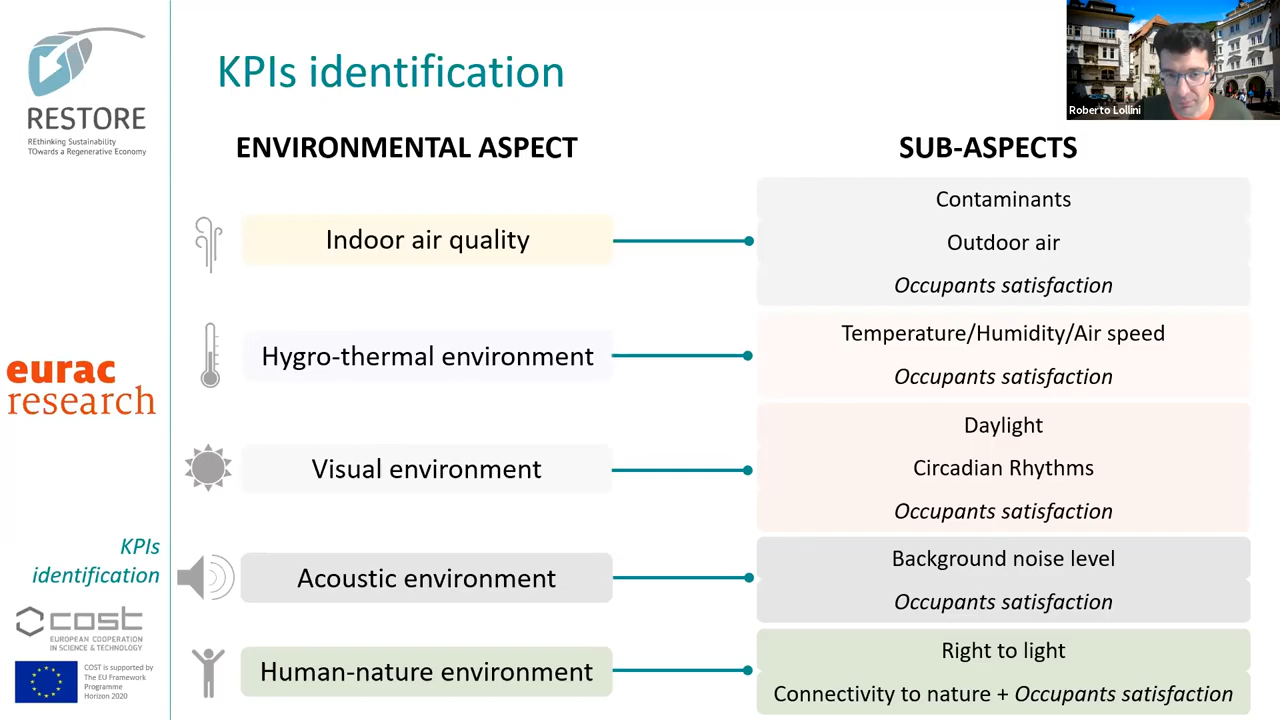 RESTORE
REthinking Sustainability
TOwards a Regenerative Economy
KPIs identification
Roberto Lollini
ENVIRONMENTAL ASPECT
SUB-ASPECTS
Indoor air quality
Contaminants
Outdoor air
Occupants satisfaction
Hygro-thermal environment
Temperature/Humidity/Air speed
Occupants satisfaction
Visual environment
Daylight
Circadian Rhythms
Occupants satisfaction
Acoustic environment
Background noise level
Occupants satisfaction
Human-nature environment
Right to light
Connectivity to nature + Occupants satisfaction
eurac
research
KPIs
identification
cost
EUROPEAN COOPERATION
IN SCIENCE & TECHNOLOGY
COST is supported by
The EU Framework
Programme
Horizon 2020